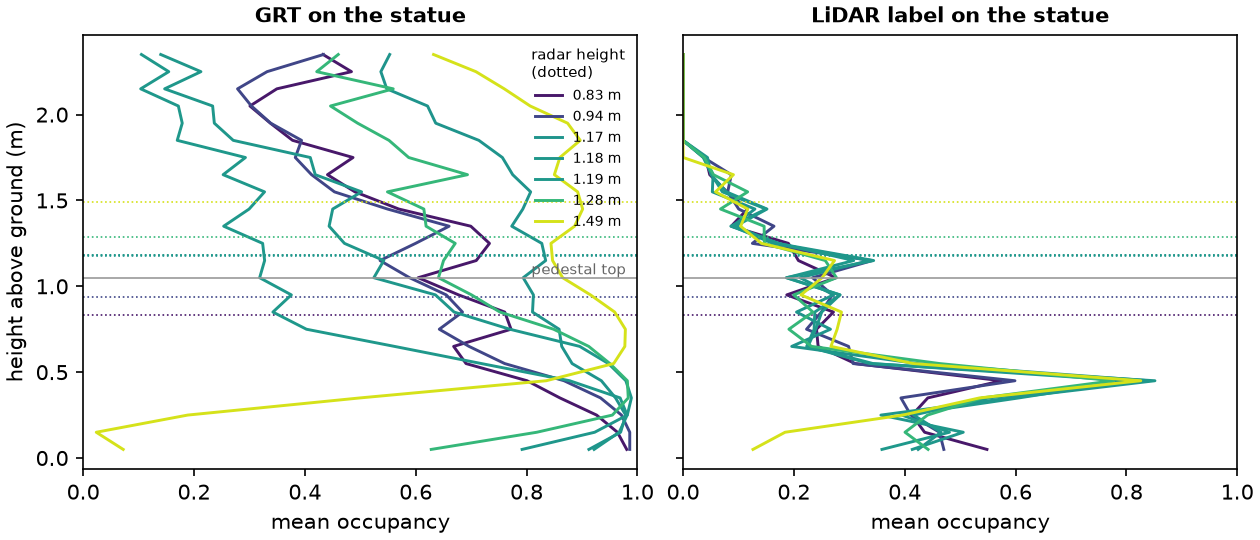 GRT on the statue
LiDAR label on the statue
height above ground (m)
2.0
1.5
1.0
0.5
0.0
radar height
(dotted)
0.83 m
0.94 m
1.17 m
1.18 m
1.19 m
1.28 m
1.49 m
pedestal top
0.0 0.2 0.4 0.6 0.8 1.0
mean occupancy
0.0 0.2 0.4 0.6 0.8 1.0
mean occupancy